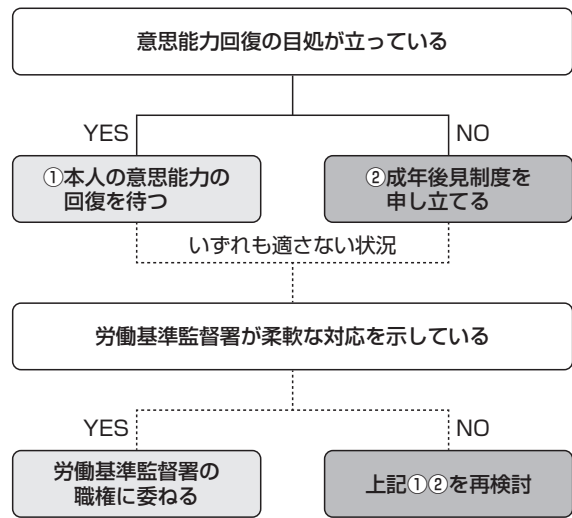 意思能力回復の目処が立っている
YES
NO
①本人の意思能力の
回復を待つ
②成年後見制度を
申し立てる
いずれも適さない状況
労働基準監督署が柔軟な対応を示している
YES
NO
労働基準監督署の
職権に委ねる
上記①②を再検討